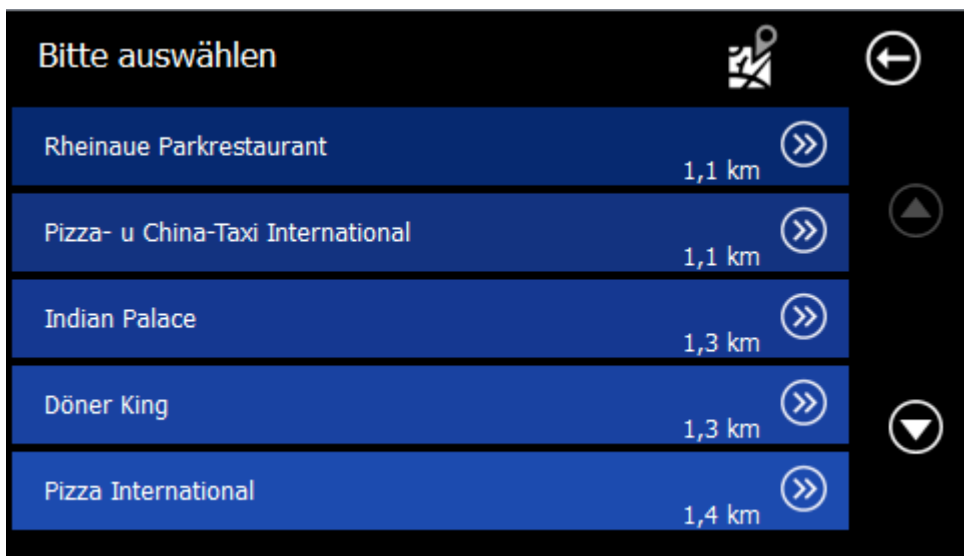 Bitte auswählen
Rheinaue Parkrestaurant
1,1 km
Pizza- u China-Taxi International
1,1 km
Indian Palace
1,3 km
Döner King
1,3 km
Pizza International
1,4 km